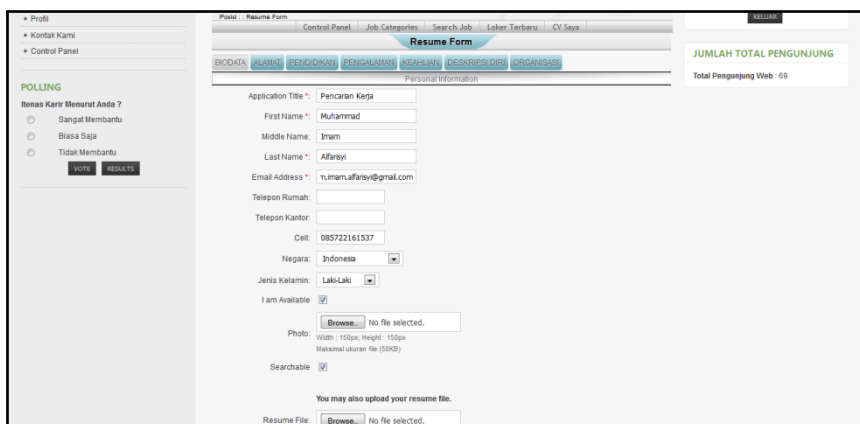 • Profil
• Kontak Kami
• Control Panel
POLLING
Itenas Karir Menurut Anda ?
Sangat Membantu
Biasa Saja
Tidak Membantu
VOTE RESULTS
Posisi : : Resume Form
Control Panel Job Categories Search Job Loker Terbaru CV Saya
Resume Form
BIODATA ALAMAT PENDIDIKAN PENGALAMAN KEAHLIAN DESKRIPSI DIRI ORGANISASI
Personal Information
Application Title *: Pencarian Kerja
First Name *: Muhammad
Middle Name: Imam
Last Name *: Alfarisyi
Email Address *: m.imam.alfarisyi@gmail.com
Telepon Rumah:
Telepon Kantor:
Cell: 085722161537
Negara: Indonesia
Jenis Kelamin: Laki-Laki
I am Available
Photo: Browse... No file selected.
Width : 150px; Height : 150px
Maksimal ukuran file (50KB)
Searchable
You may also upload your resume file.
Resume File: Browse... No file selected.
KELUAR
JUMLAH TOTAL PENGUNJUNG
Total Pengunjung Web : 69